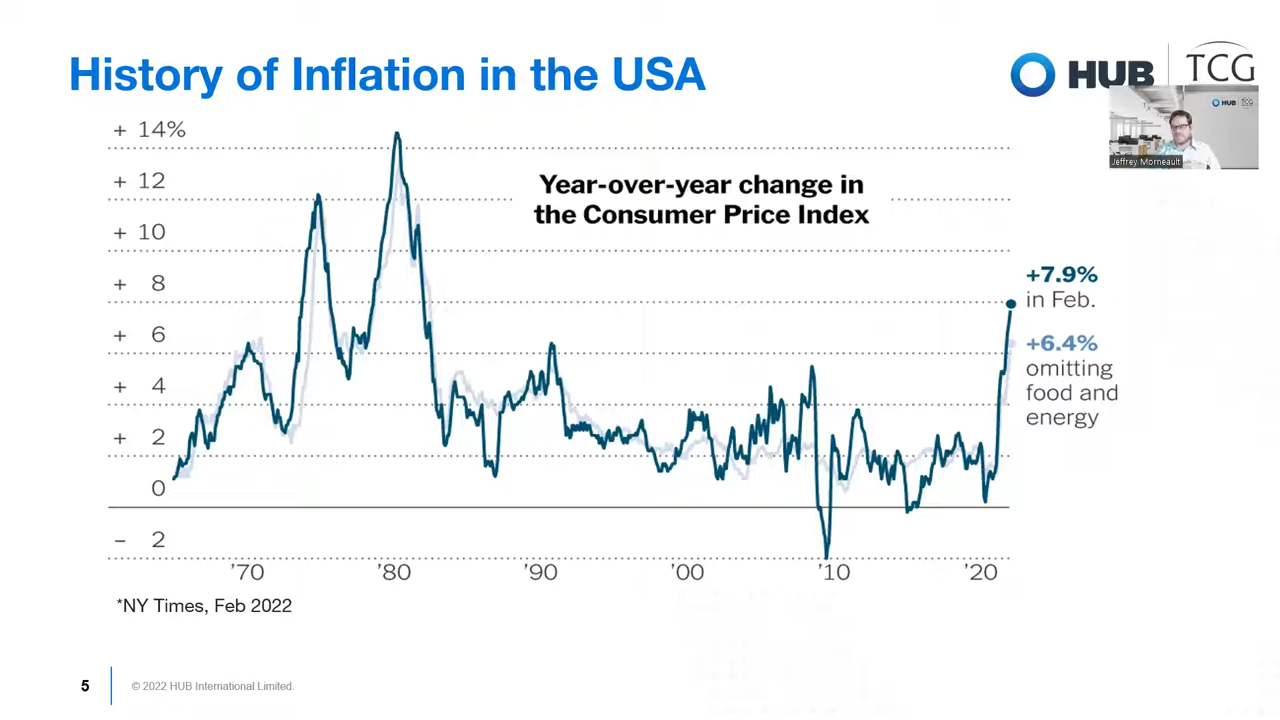 History of Inflation in the USA
HUB TCG
HUB TCG
Jeffrey Morneault
+ 14%
+ 12
+ 10
+ 8
+ 6
+ 4
+ 2
0
– 2
Year-over-year change in
the Consumer Price Index
+7.9%
in Feb.
+6.4%
omitting
food and
energy
’70 ’80 ’90 ’00 ’10 ’20
*NY Times, Feb 2022
5 © 2022 HUB International Limited.